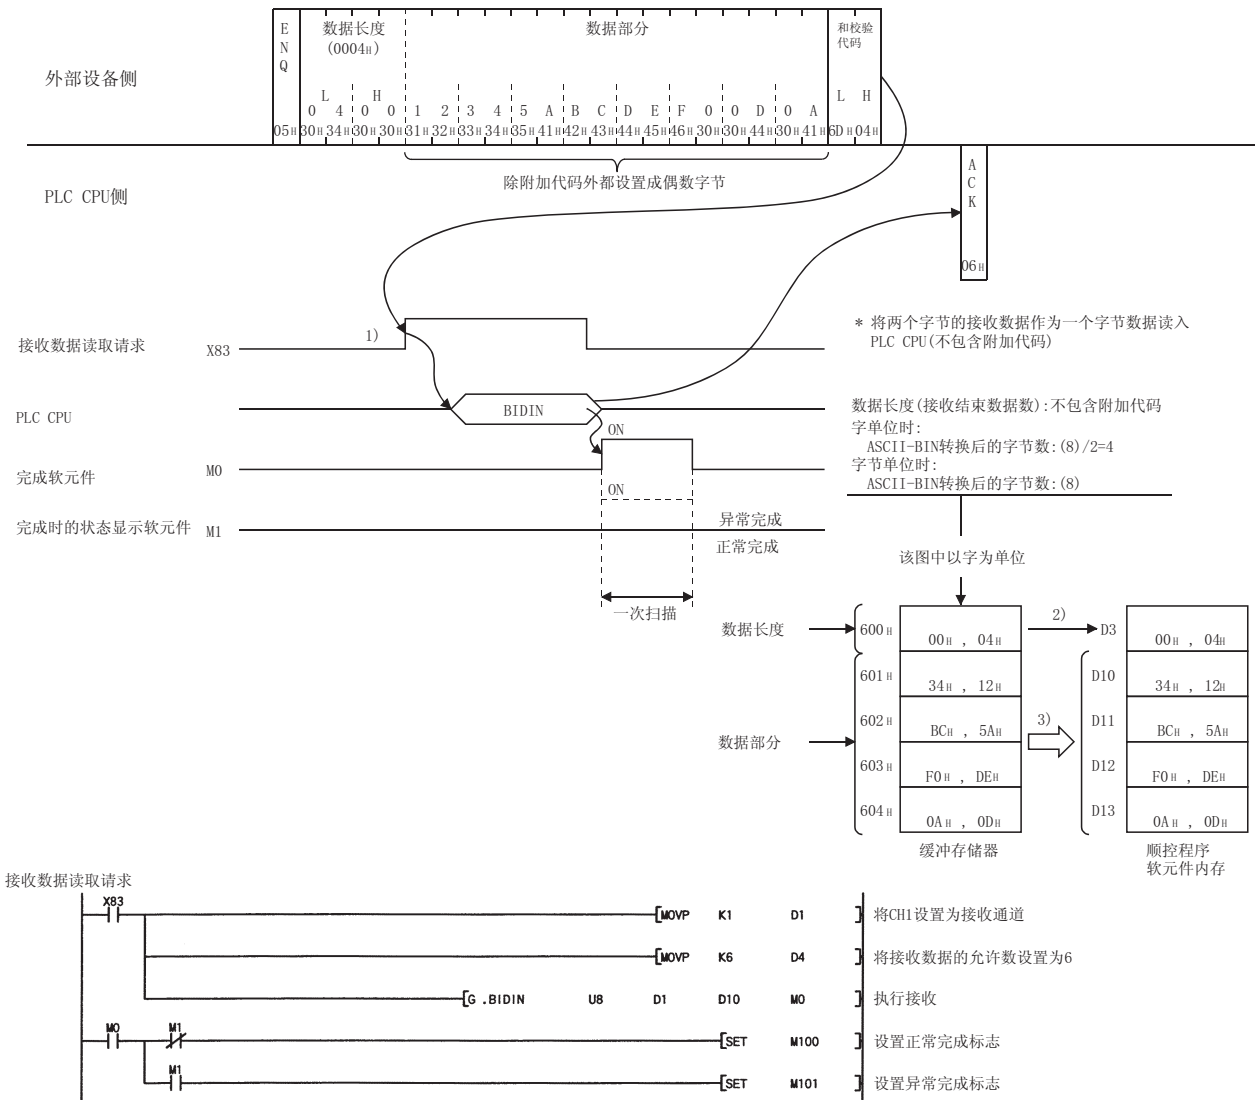 E N Q
数据长度
(0004H)
数据部分
和校验
代码
外部设备侧
L H
L H
0 4 0 0 1 2 3 4 5 A B C D E F 0 0 D 0 A
05H 30H 34H 30H 30H 31H 32H 33H 34H 35H 41H 42H 43H 44H 45H 46H 30H 30H 44H 30H 41H 6DH 04H
除附加代码外都设置成偶数字节
PLC CPU侧
A C K
06H
接收数据读取请求 X83
1)
* 将两个字节的接收数据作为一个字节数据读入
PLC CPU(不包含附加代码)
PLC CPU
BIDIN
数据长度(接收结束数据数):不包含附加代码
字单位时:
ASCII-BIN转换后的字节数:(8)/2=4
字节单位时:
ASCII-BIN转换后的字节数:(8)
ON
完成软元件 M0
ON
完成时的状态显示软元件 M1
异常完成
正常完成
一次扫描
该图中以字为单位
数据长度 600H 00H , 04H 2) D3 00H , 04H
601H 34H , 12H D10 34H , 12H
602H BCH , 5AH D11 BCH , 5AH
数据部分 3)
603H F0H , DEH D12 F0H , DEH
604H 0AH , 0DH D13 0AH , 0DH
缓冲存储器
顺控程序
软元件内存
接收数据读取请求
X83
[MOVP K1 D1 ] 将CH1设置为接收通道
[MOVP K6 D4 ] 将接收数据的允许数设置为6
[G .BIDIN U8 D1 D10 M0 ] 执行接收
M0 M1
[SET M100 ] 设置正常完成标志
M1
[SET M101 ] 设置异常完成标志